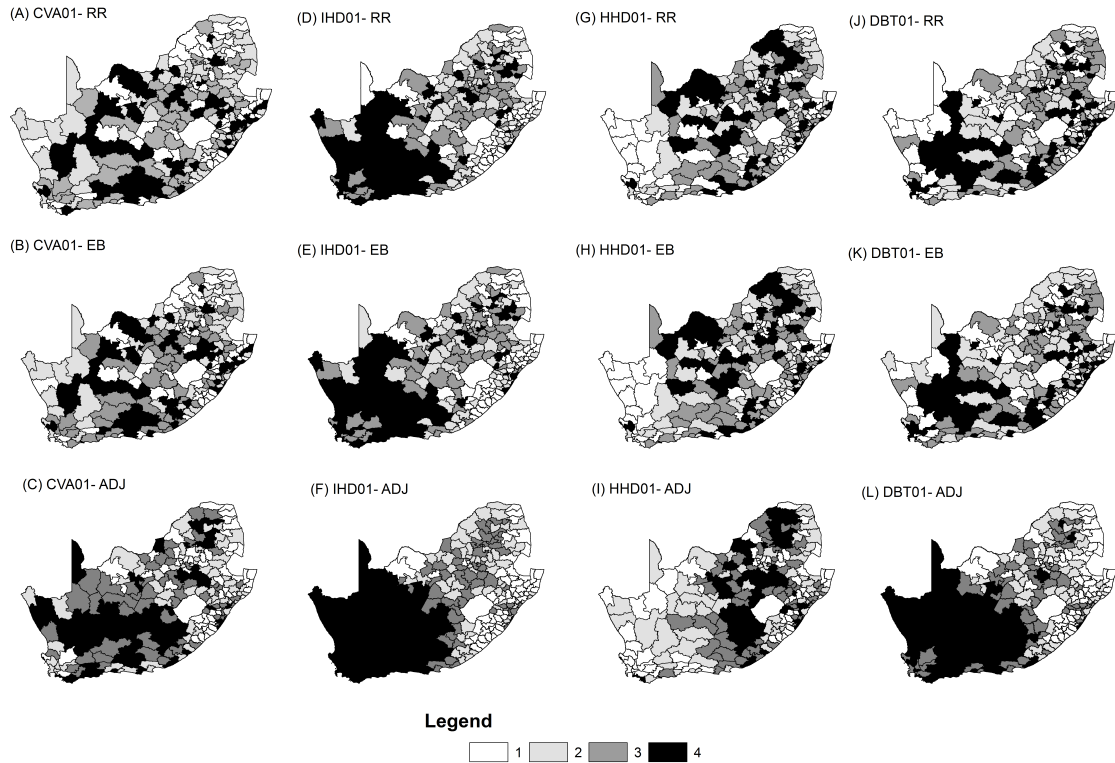 (A) CVA01- RR
(D) IHD01- RR
(G) HHD01- RR
(J) DBT01- RR
(B) CVA01- EB
(E) IHD01- EB
(H) HHD01- EB
(K) DBT01- EB
(C) CVA01- ADJ
(F) IHD01- ADJ
(I) HHD01- ADJ
(L) DBT01- ADJ
Legend
1 2 3 4